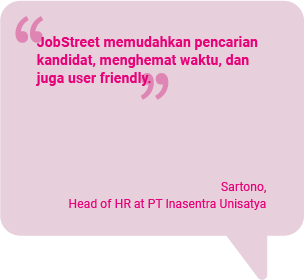 “JobStreet memudahkan pencarian
kandidat, menghemat waktu, dan
juga user friendly.”
Sartono,
Head of HR at PT Inasentra Unisatya